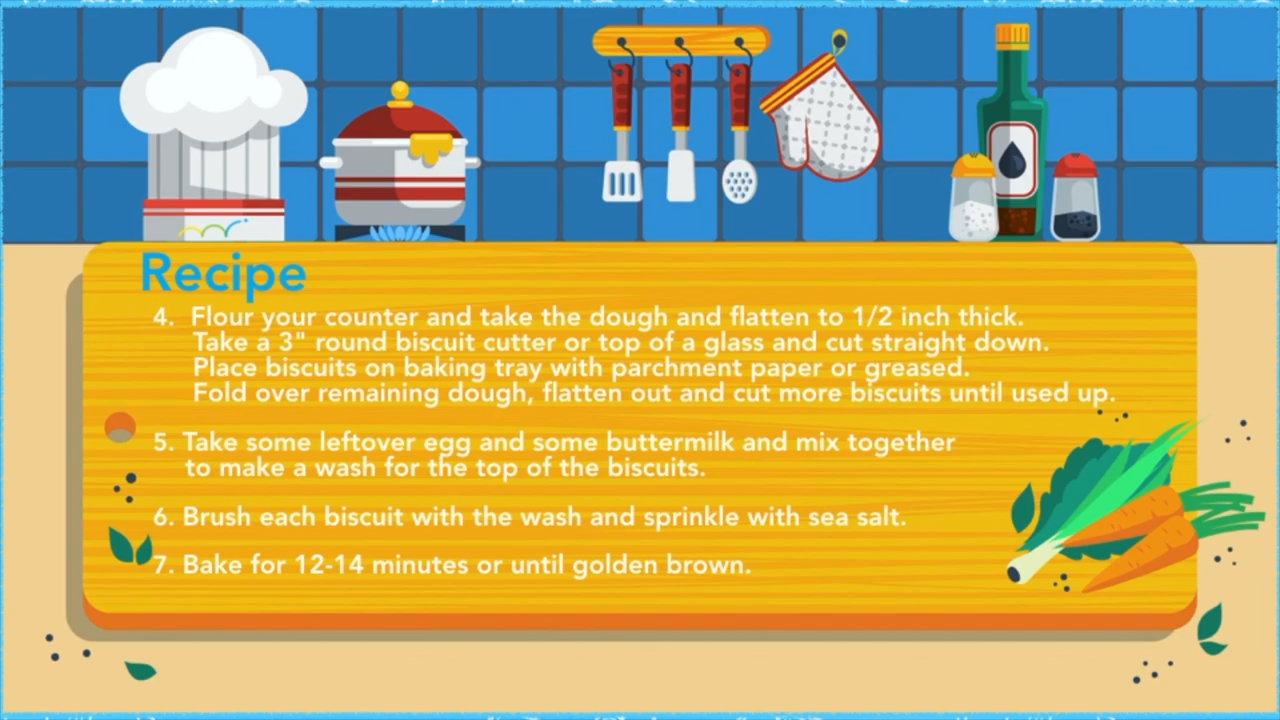 Recipe
4. Flour your counter and take the dough and flatten to 1/2 inch thick.
Take a 3" round biscuit cutter or top of a glass and cut straight down.
Place biscuits on baking tray with parchment paper or greased.
Fold over remaining dough, flatten out and cut more biscuits until used up.
5. Take some leftover egg and some buttermilk and mix together
to make a wash for the top of the biscuits.
6. Brush each biscuit with the wash and sprinkle with sea salt.
7. Bake for 12-14 minutes or until golden brown.